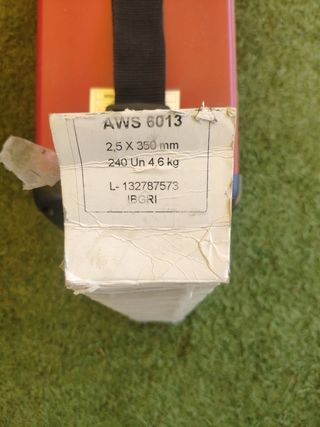 AWS 6013
2,5 X 350 mm
240 Un 4.6 kg
L- 132787573
IBGRI